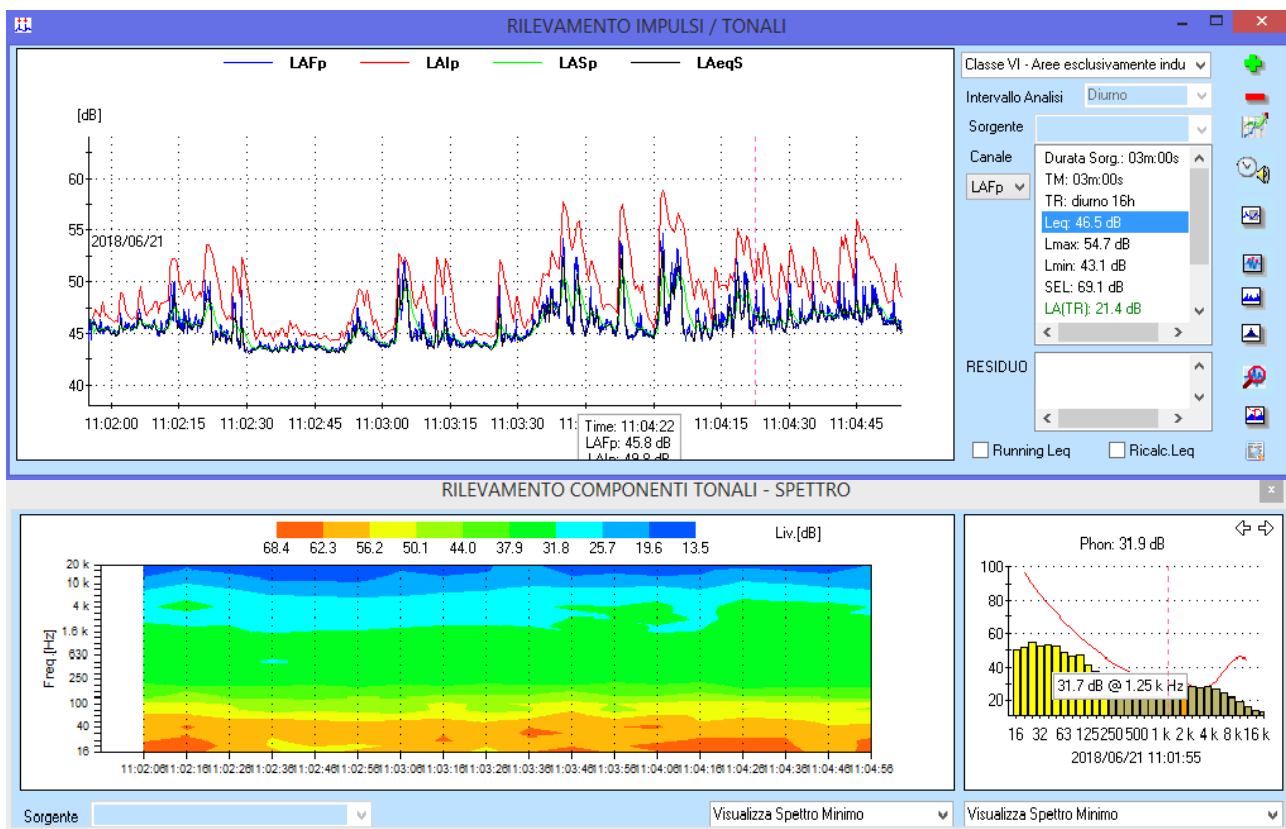 RILEVAMENTO IMPULSI / TONALI
LAFp LAIp LASp LAeqS
[dB]
60
55
2018/06/21
50
45
40
11:02:00 11:02:15 11:02:30 11:02:45 11:03:00 11:03:15 11:03:30 11: 11:04:15 11:04:30 11:04:45
Time: 11:04:22
LAFp: 45.8 dB
LAIp: 49.8 dB
Classe VI - Aree esclusivamente indu
Intervallo Analisi Diurno
Sorgente
Canale
LAFp
Durata Sorg.: 03m:00s
TM: 03m:00s
TR: diurno 16h
Leq: 46.5 dB
Lmax: 54.7 dB
Lmin: 43.1 dB
SEL: 69.1 dB
LA(TR): 21.4 dB
RESIDUO
Running Leq Ricalc.Leq
RILEVAMENTO COMPONENTI TONALI - SPETTRO
x
68.4 62.3 56.2 50.1 44.0 37.9 31.8 25.7 19.6 13.5
Liv.[dB]
Freq.[Hz]
20 k
10 k
4 k
1.6 k
630
250
100
40
16
11:02:06 11:02:16 11:02:26 11:02:36 11:02:46 11:02:56 11:03:06 11:03:16 11:03:26 11:03:36 11:03:46 11:03:56 11:04:06 11:04:16 11:04:26 11:04:36 11:04:46 11:04:56
Phon: 31.9 dB
100
80
60
40
20
31.7 dB @ 1.25 k Hz
16 32 63 125 250 500 1 k 2 k 4 k 8 k 16 k
2018/06/21 11:01:55
Sorgente
Visualizza Spettro Minimo
Visualizza Spettro Minimo